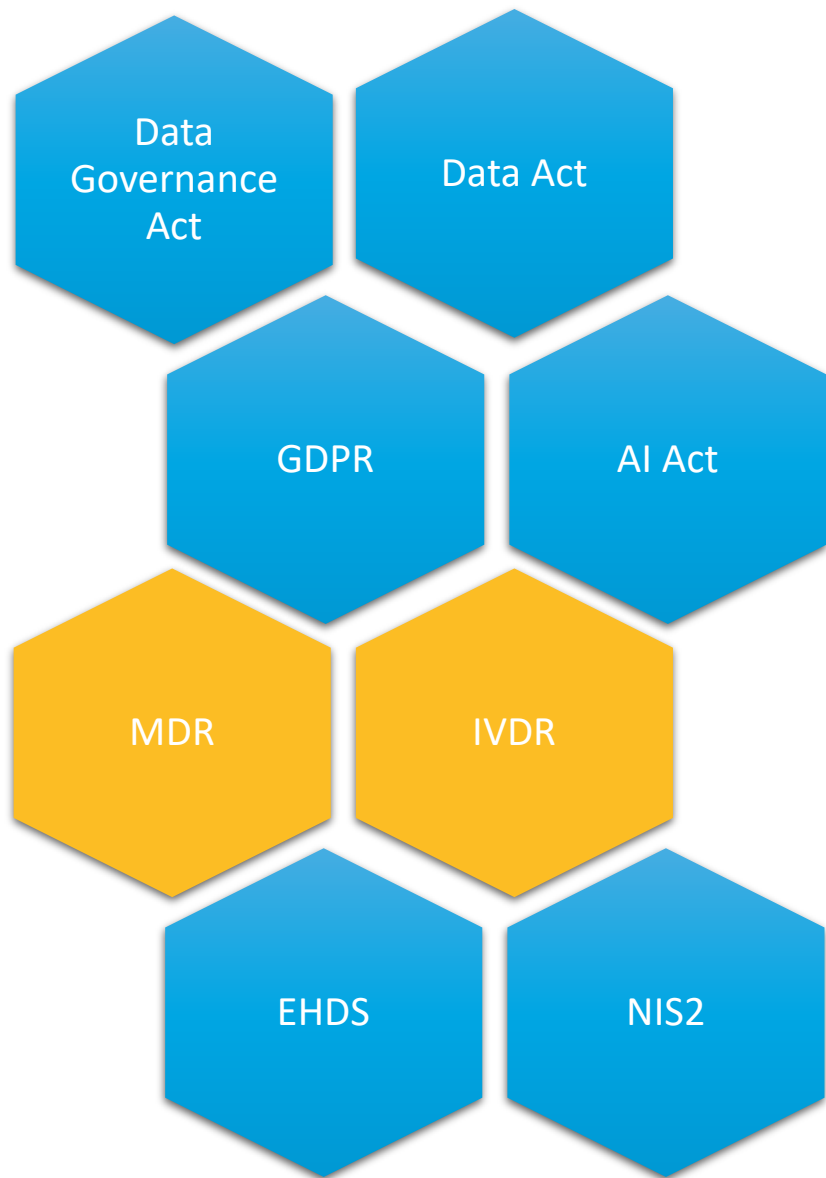 Data
Governance
Act
Data Act
GDPR
AI Act
MDR
IVDR
EHDS
NIS2